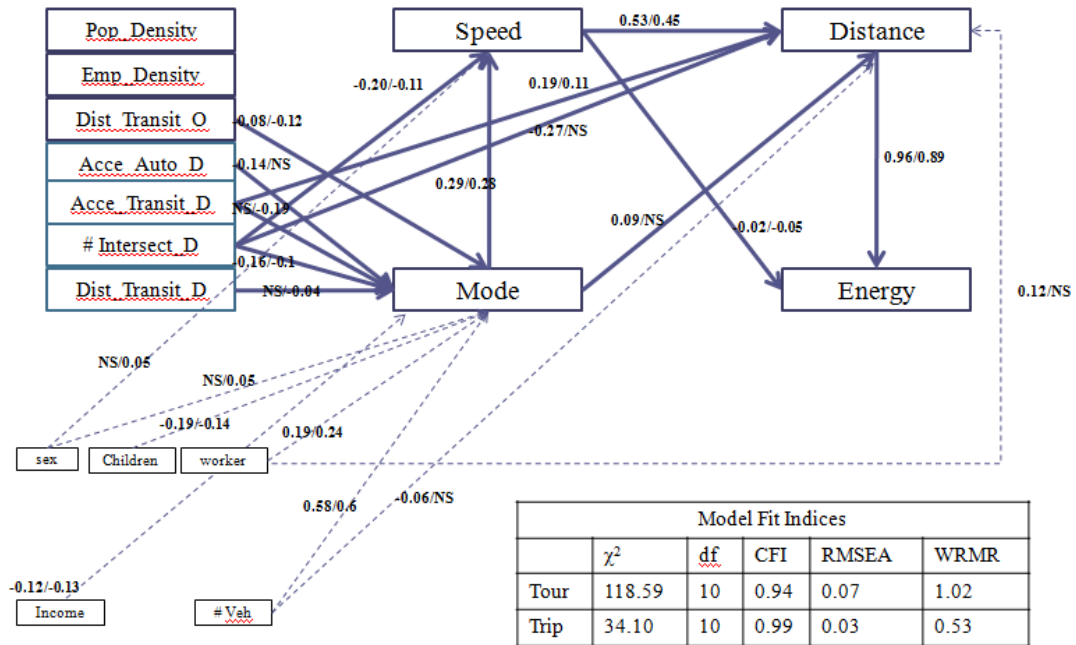 Pop_Density
Speed
0.53/0.45
Distance
Emp_Density
-0.20/-0.11
0.19/0.11
Dist_Transit_O
-0.08/-0.12
-0.27/NS
Acce_Auto_D
-0.14/NS
0.96/0.89
Acce_Transit_D
NS/-0.19
0.29/0.28
0.09/NS
-0.02/-0.05
# Intersect_D
-0.16/-0.1
Dist_Transit_D
NS/-0.04
Mode
Energy
0.12/NS
NS/0.05
NS/0.05
-0.19/-0.14
0.19/0.24
sex
Children
worker
0.58/0.6
-0.06/NS
-0.12/-0.13
Income
# Veh
Model Fit Indices
χ² df CFI RMSEA WRMR
Tour 118.59 10 0.94 0.07 1.02
Trip 34.10 10 0.99 0.03 0.53